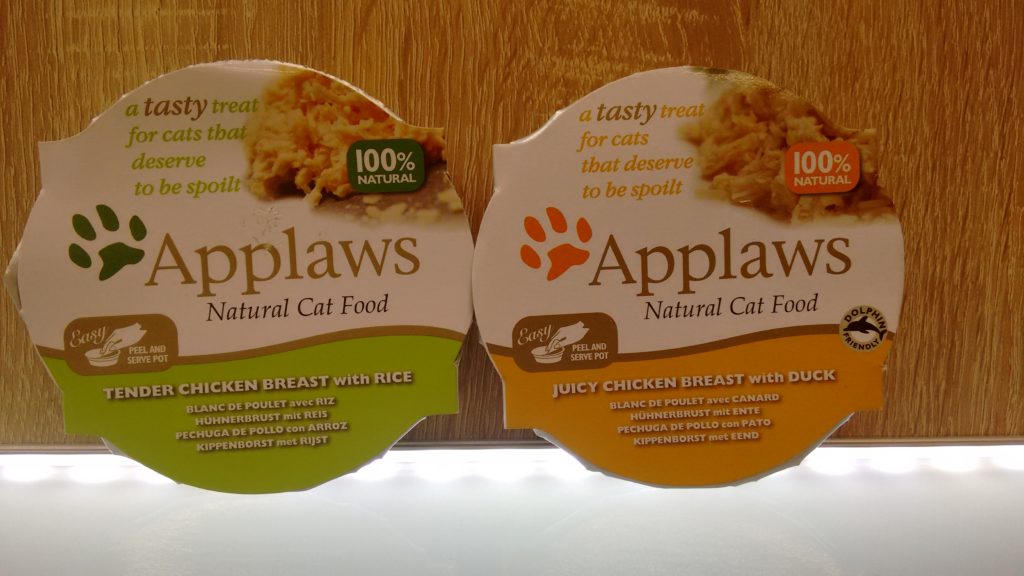 a tasty treat
for cats that
deserve
to be spoilt
100%
NATURAL
Applaws
Natural Cat Food
Easy
PEEL AND
SERVE POT
TENDER CHICKEN BREAST with RICE
BLANC DE POULET avec RIZ
HÜHNERBRUST mit REIS
PECHUGA DE POLLO con ARROZ
KIPPENBORST met RIJST
a tasty treat
for cats
that deserve
to be spoilt
100%
NATURAL
Applaws
Natural Cat Food
Easy
PEEL AND
SERVE POT
DOLPHIN
FRIENDLY
JUICY CHICKEN BREAST with DUCK
BLANC DE POULET avec CANARD
HÜHNERBRUST mit ENTE
PECHUGA DE POLLO con PATO
KIPPENBORST met EEND